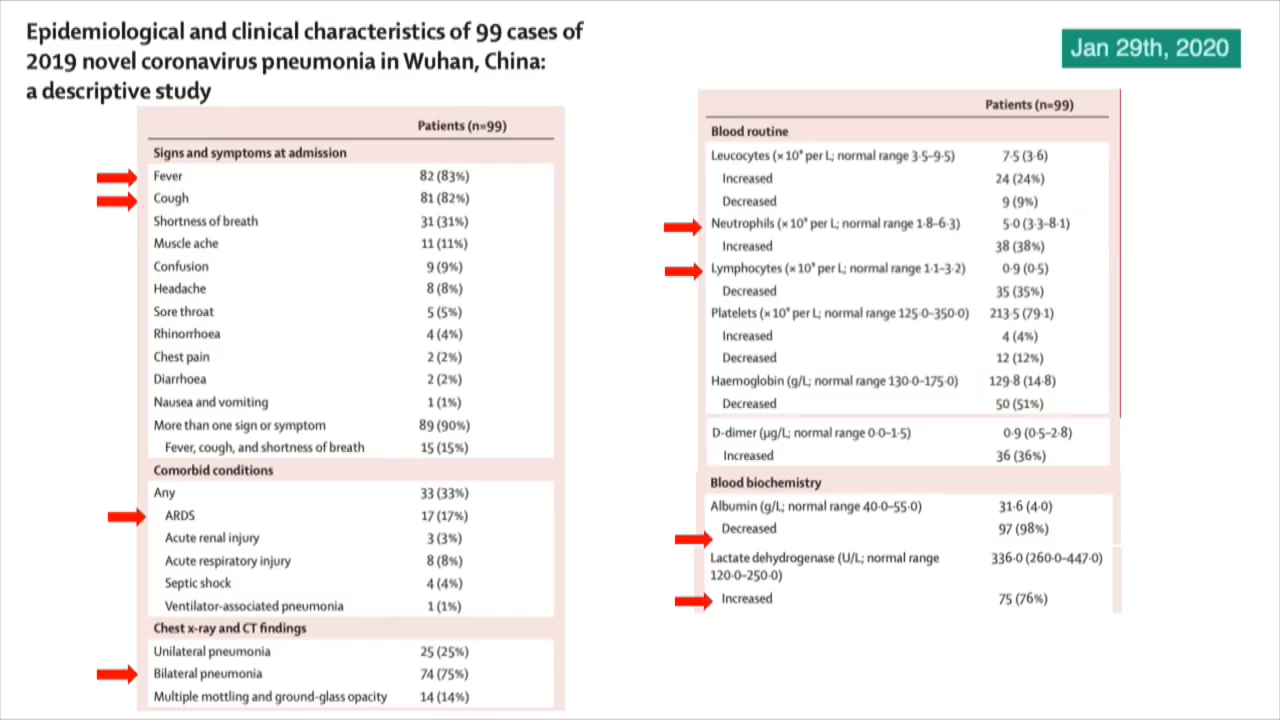 Epidemiological and clinical characteristics of 99 cases of
2019 novel coronavirus pneumonia in Wuhan, China:
a descriptive study
Jan 29th, 2020
Patients (n=99)
Signs and symptoms at admission
Fever 82 (83%)
Cough 81 (82%)
Shortness of breath 31 (31%)
Muscle ache 11 (11%)
Confusion 9 (9%)
Headache 8 (8%)
Sore throat 5 (5%)
Rhinorrhoea 4 (4%)
Chest pain 2 (2%)
Diarrhoea 2 (2%)
Nausea and vomiting 1 (1%)
More than one sign or symptom 89 (90%)
Fever, cough, and shortness of breath 15 (15%)
Comorbid conditions
Any 33 (33%)
ARDS 17 (17%)
Acute renal injury 3 (3%)
Acute respiratory injury 8 (8%)
Septic shock 4 (4%)
Ventilator-associated pneumonia 1 (1%)
Chest x-ray and CT findings
Unilateral pneumonia 25 (25%)
Bilateral pneumonia 74 (75%)
Multiple mottling and ground-glass opacity 14 (14%)
Patients (n=99)
Blood routine
Leucocytes (× 10⁹ per L; normal range 3·5–9·5) 7·5 (3·6)
Increased 24 (24%)
Decreased 9 (9%)
Neutrophils (× 10⁹ per L; normal range 1·8–6·3) 5·0 (3·3–8·1)
Increased 38 (38%)
Lymphocytes (× 10⁹ per L; normal range 1·1–3·2) 0·9 (0·5)
Decreased 35 (35%)
Platelets (× 10⁹ per L; normal range 125·0–350·0) 213·5 (79·1)
Increased 4 (4%)
Decreased 12 (12%)
Haemoglobin (g/L; normal range 130·0–175·0) 129·8 (14·8)
Decreased 50 (51%)
D-dimer (µg/L; normal range 0·0–1·5) 0·9 (0·5–2·8)
Increased 36 (36%)
Blood biochemistry
Albumin (g/L; normal range 40·0–55·0) 31·6 (4·0)
Decreased 97 (98%)
Lactate dehydrogenase (U/L; normal range 336·0 (260·0–447·0)
120·0–250·0)
Increased 75 (76%)